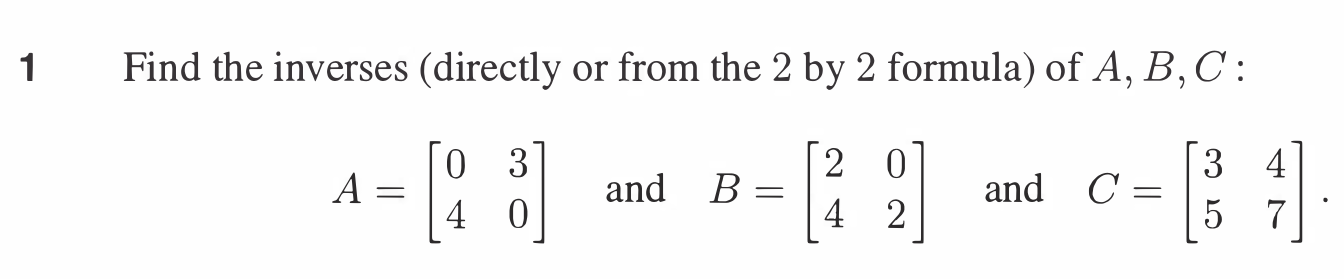 1 Find the inverses (directly or from the 2 by 2 formula) of A, B, C :
A = [0 3; 4 0] and B = [2 0; 4 2] and C = [3 4; 5 7].